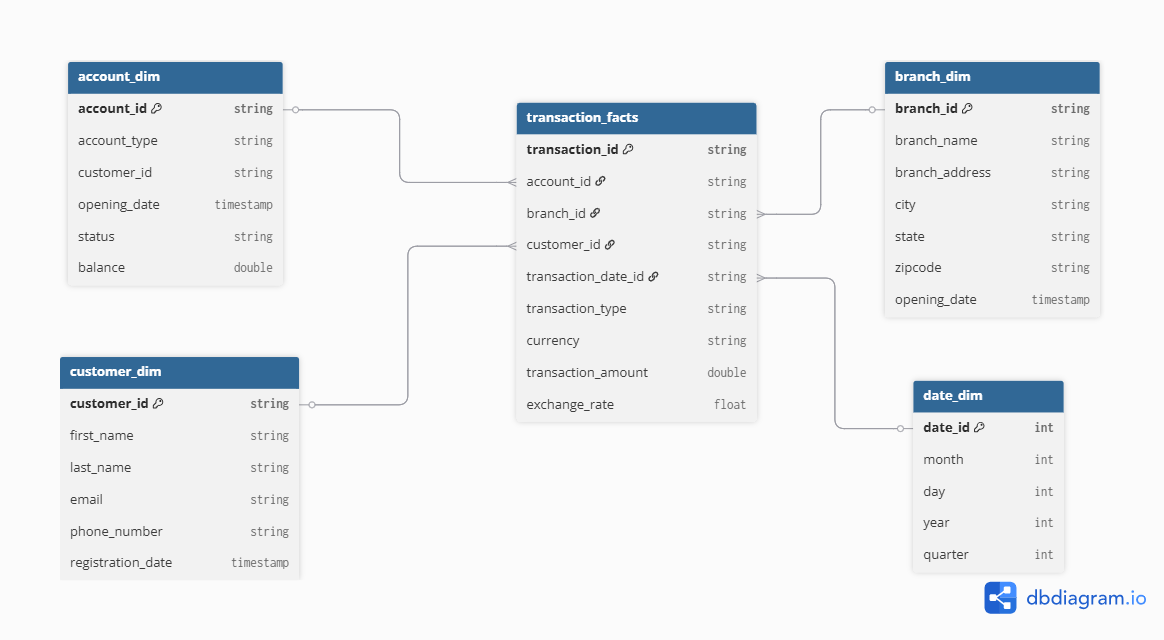 account_dim
account_id string
account_type string
customer_id string
opening_date timestamp
status string
balance double
customer_dim
customer_id string
first_name string
last_name string
email string
phone_number string
registration_date timestamp
transaction_facts
transaction_id string
account_id string
branch_id string
customer_id string
transaction_date_id string
transaction_type string
currency string
transaction_amount double
exchange_rate float
branch_dim
branch_id string
branch_name string
branch_address string
city string
state string
zipcode string
opening_date timestamp
date_dim
date_id int
month int
day int
year int
quarter int
dbdiagram.io